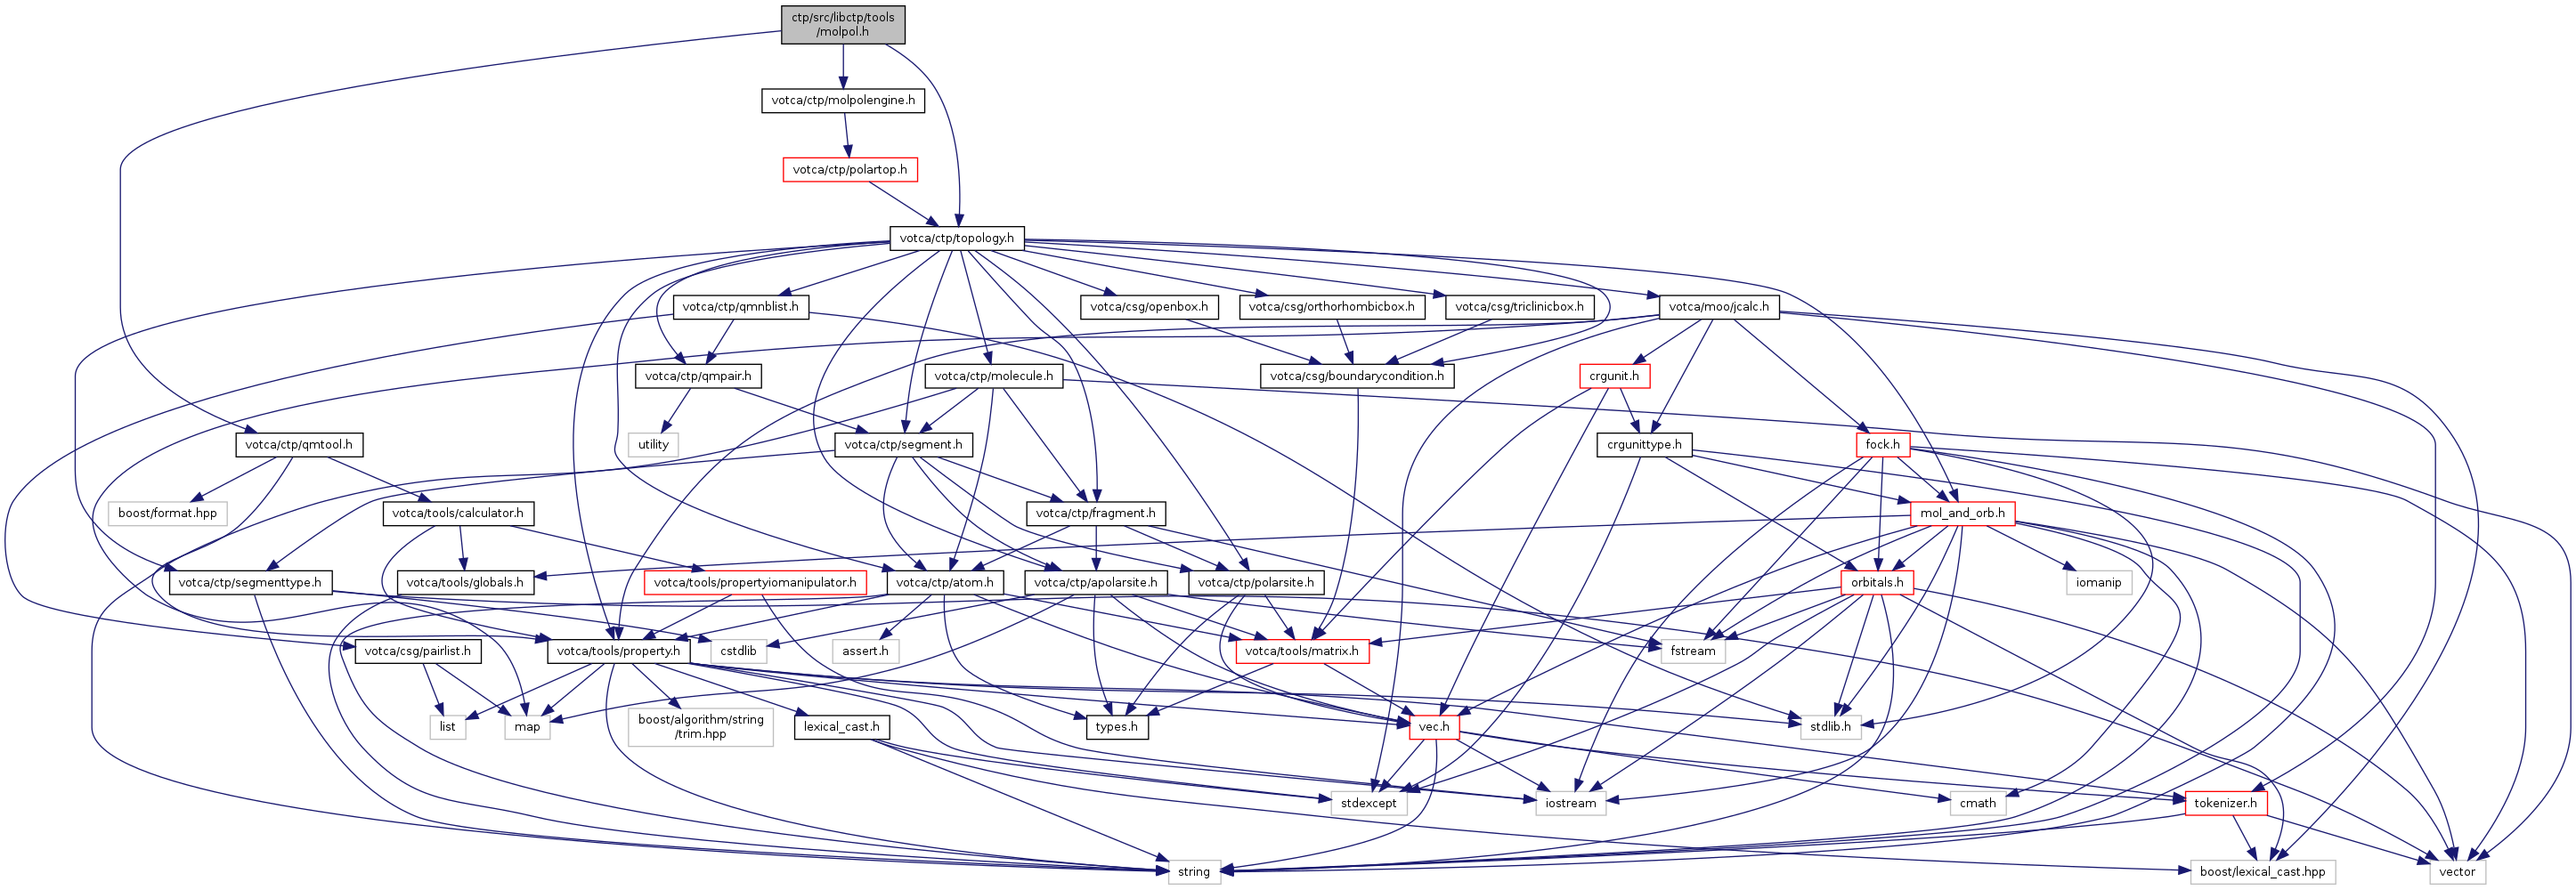 ctp/src/libctp/tools
/molpol.h
votca/ctp/molpolengine.h
votca/ctp/polartop.h
votca/ctp/topology.h
votca/ctp/qmnblist.h
votca/csg/openbox.h
votca/csg/orthorhombicbox.h
votca/csg/triclinicbox.h
votca/moo/jcalc.h
votca/ctp/qmpair.h
votca/ctp/molecule.h
votca/csg/boundarycondition.h
crgunit.h
votca/ctp/qmtool.h
utility
votca/ctp/segment.h
crgunittype.h
fock.h
boost/format.hpp
votca/tools/calculator.h
votca/ctp/fragment.h
mol_and_orb.h
votca/ctp/segmenttype.h
votca/tools/globals.h
votca/tools/propertyiomanipulator.h
votca/ctp/atom.h
votca/ctp/apolarsite.h
votca/ctp/polarsite.h
orbitals.h
iomanip
votca/csg/pairlist.h
votca/tools/property.h
cstdlib
assert.h
votca/tools/matrix.h
fstream
list
map
boost/algorithm/string
/trim.hpp
lexical_cast.h
types.h
vec.h
stdlib.h
stdexcept
iostream
cmath
tokenizer.h
string
boost/lexical_cast.hpp
vector